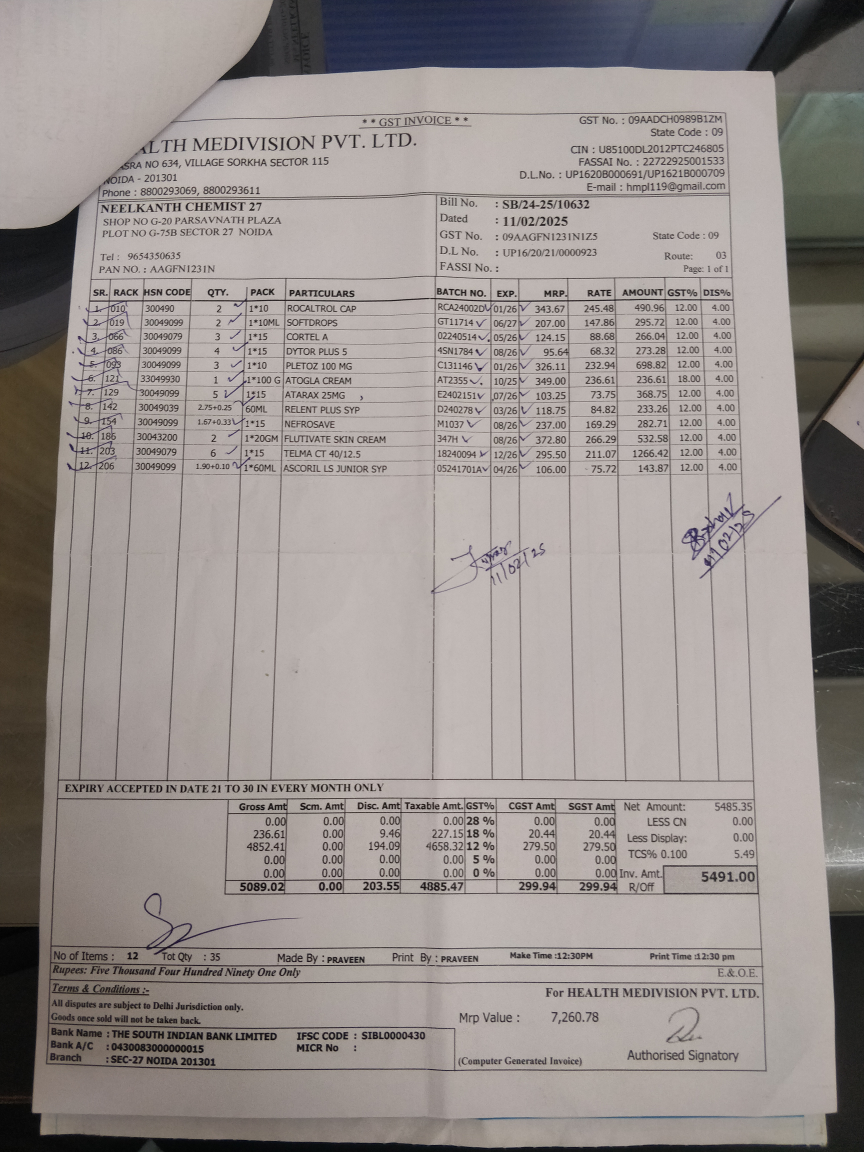 * * GST INVOICE * *
GST No. : 09AADCH0989B1ZM
State Code : 09
ALTH MEDIVISION PVT. LTD.
CIN : U85100DL2012PTC246805
SRA NO 634, VILLAGE SORKHA SECTOR 115
FASSAI No. : 22722925001533
NOIDA - 201301
D.L.No. : UP1620B000691/UP1621B000709
Phone : 8800293069, 8800293611
E-mail : hmpl119@gmail.com
NEELKANTH CHEMIST 27
SHOP NO G-20 PARSAVNATH PLAZA
PLOT NO G-75B SECTOR 27 NOIDA
Tel : 9654350635
PAN NO. : AAGFN1231N
Bill No. : SB/24-25/10632
Dated : 11/02/2025
GST No. : 09AAGFN1231N1Z5 State Code : 09
D.L No. : UP16/20/21/0000923 Route: 03
FASSI No. : Page: 1 of 1
SR. RACK HSN CODE QTY. PACK PARTICULARS BATCH NO. EXP. MRP. RATE AMOUNT GST% DIS%
1. 010 300490 2 1*10 ROCALTROL CAP RCA24002D 01/26 343.67 245.48 490.96 12.00 4.00
2. 019 30049099 2 1*10ML SOFTDROPS GT11714 06/27 207.00 147.86 295.72 12.00 4.00
3. 066 30049079 3 1*15 CORTEL A 02240514 05/26 124.15 88.68 266.04 12.00 4.00
4. 086 30049099 4 1*15 DYTOR PLUS 5 4SN1784 08/26 95.64 68.32 273.28 12.00 4.00
5. 093 30049099 3 1*10 PLETOZ 100 MG C131146 01/26 326.11 232.94 698.82 12.00 4.00
6. 121 33049930 1 1*100 G ATOGLA CREAM AT2355 10/25 349.00 236.61 236.61 18.00 4.00
7. 129 30049099 5 1*15 ATARAX 25MG E2402151 07/26 103.25 73.75 368.75 12.00 4.00
8. 142 30049039 2.75+0.25 60ML RELENT PLUS SYP D240278 03/26 118.75 84.82 233.26 12.00 4.00
9. 154 30049099 1.67+0.33 1*15 NEFROSAVE M1037 08/26 237.00 169.29 282.71 12.00 4.00
10. 186 30043200 2 1*20GM FLUTIVATE SKIN CREAM 347H 08/26 372.80 266.29 532.58 12.00 4.00
11. 203 30049079 6 1*15 TELMA CT 40/12.5 18240094 12/26 295.50 211.07 1266.42 12.00 4.00
12. 206 30049099 1.90+0.10 1*60ML ASCORIL LS JUNIOR SYP 05241701A 04/26 106.00 75.72 143.87 12.00 4.00
11/02/25
11/02/25
EXPIRY ACCEPTED IN DATE 21 TO 30 IN EVERY MONTH ONLY
Gross Amt Scm. Amt Disc. Amt Taxable Amt. GST% CGST Amt SGST Amt
0.00 0.00 0.00 0.00 28 % 0.00 0.00
236.61 0.00 9.46 227.15 18 % 20.44 20.44
4852.41 0.00 194.09 4658.32 12 % 279.50 279.50
0.00 0.00 0.00 0.00 5 % 0.00 0.00
0.00 0.00 0.00 0.00 0 % 0.00 0.00
5089.02 0.00 203.55 4885.47 299.94 299.94
Net Amount: 5485.35
LESS CN 0.00
Less Display: 0.00
TCS% 0.100 5.49
Inv. Amt. 5491.00
R/Off
No of Items : 12 Tot Qty : 35 Made By : PRAVEEN Print By : PRAVEEN Make Time :12:30PM Print Time :12:30 pm
Rupees: Five Thousand Four Hundred Ninety One Only E.& O.E.
Terms & Conditions :-
All disputes are subject to Delhi Jurisdiction only.
Goods once sold will not be taken back.
Bank Name : THE SOUTH INDIAN BANK LIMITED IFSC CODE : SIBL0000430
Bank A/C : 0430083000000015 MICR No :
Branch : SEC-27 NOIDA 201301
For HEALTH MEDIVISION PVT. LTD.
Mrp Value : 7,260.78
(Computer Generated Invoice) Authorised Signatory